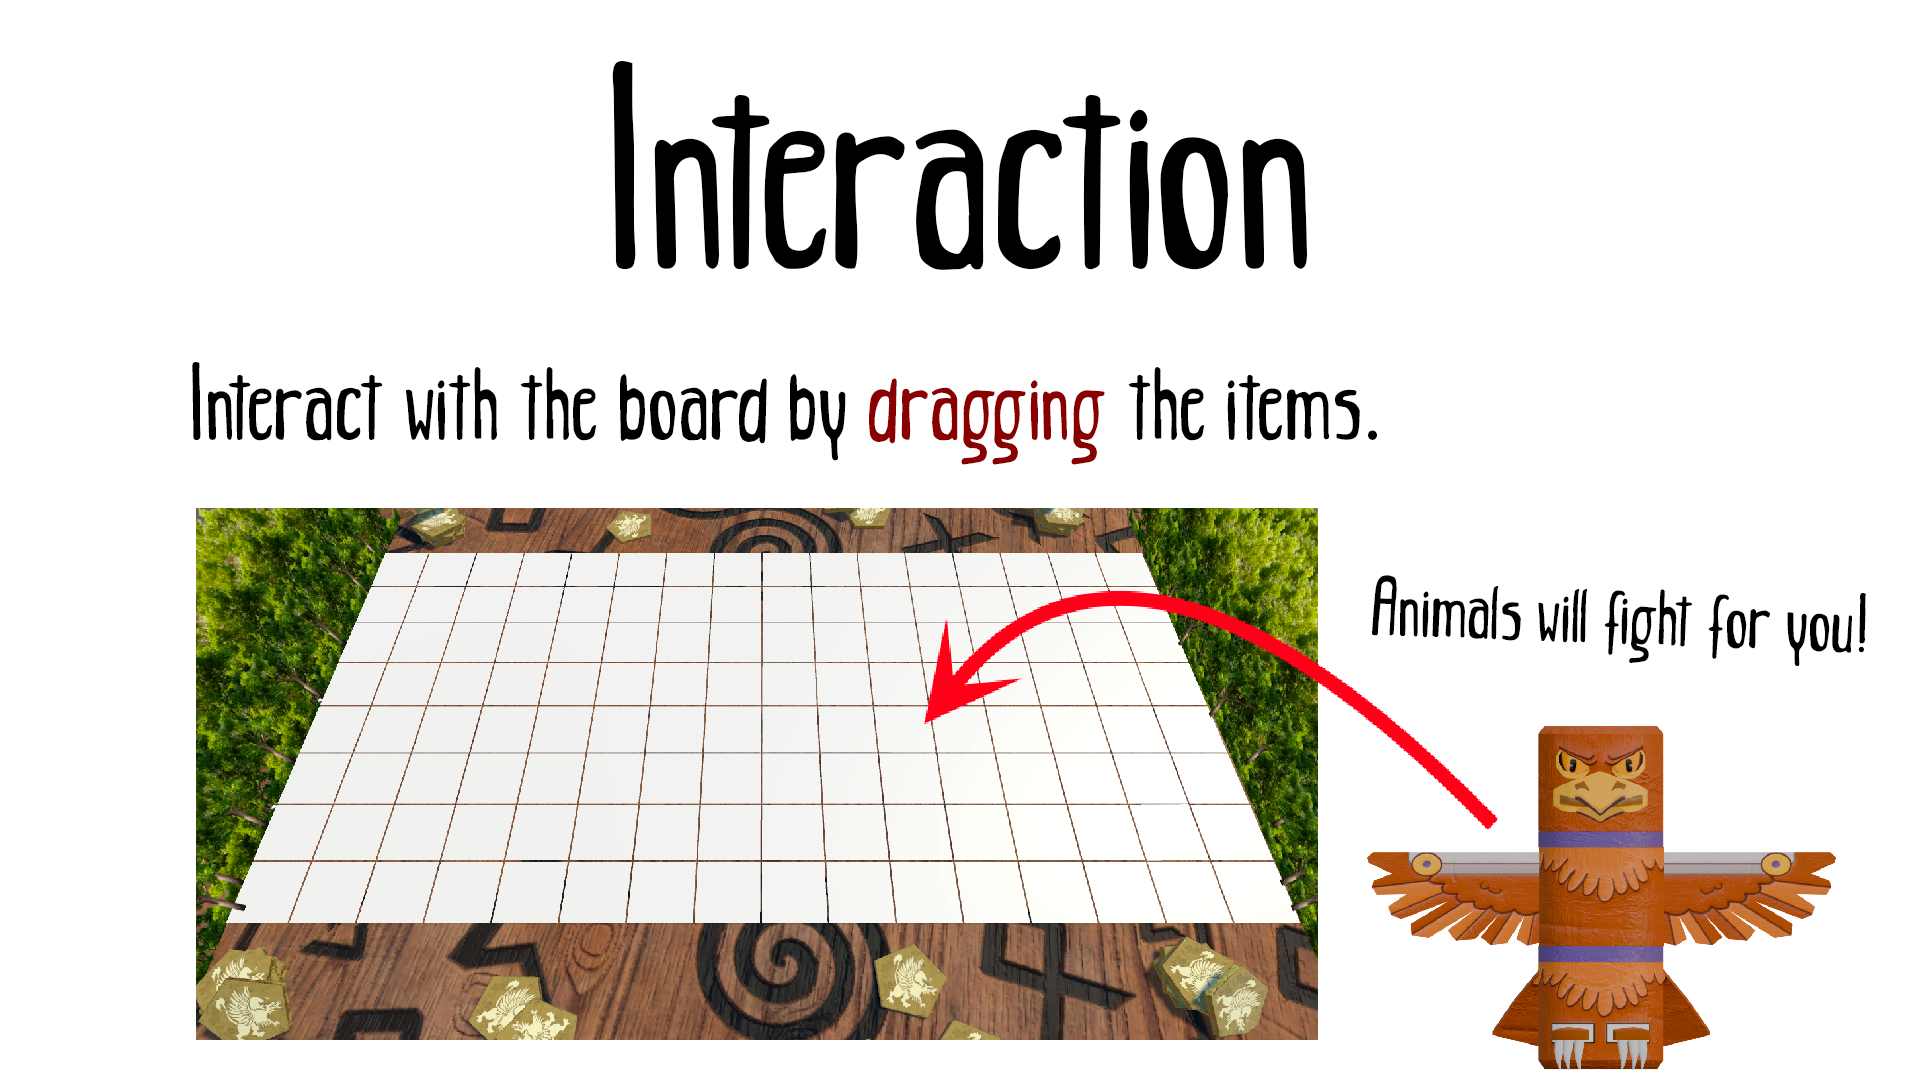 Interaction
Interact with the board by dragging the items.
Animals will fight for you!